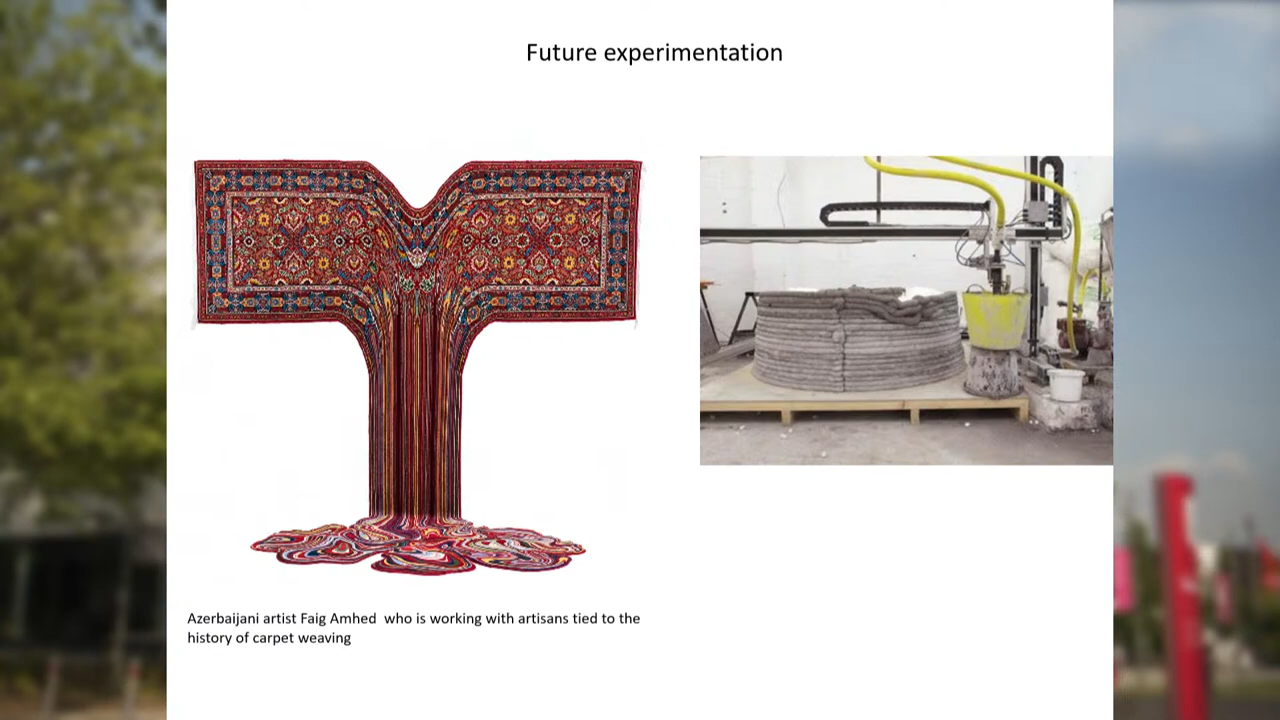 Future experimentation
Azerbaijani artist Faig Amhed  who is working with artisans tied to the
history of carpet weaving